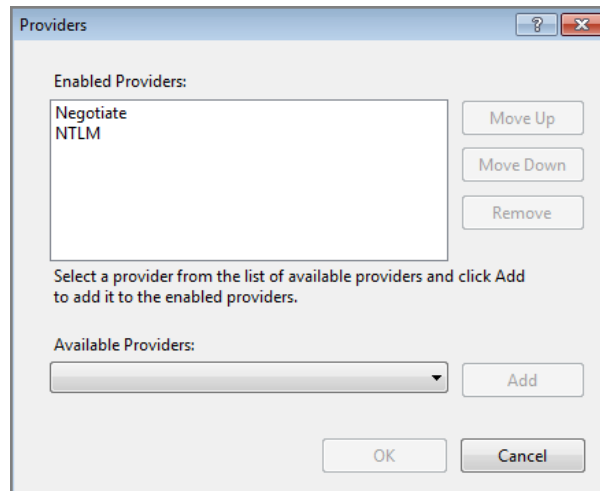 Providers
Enabled Providers:
Negotiate
NTLM
Move Up
Move Down
Remove
Select a provider from the list of available providers and click Add
to add it to the enabled providers.
Available Providers:
Add
OK
Cancel